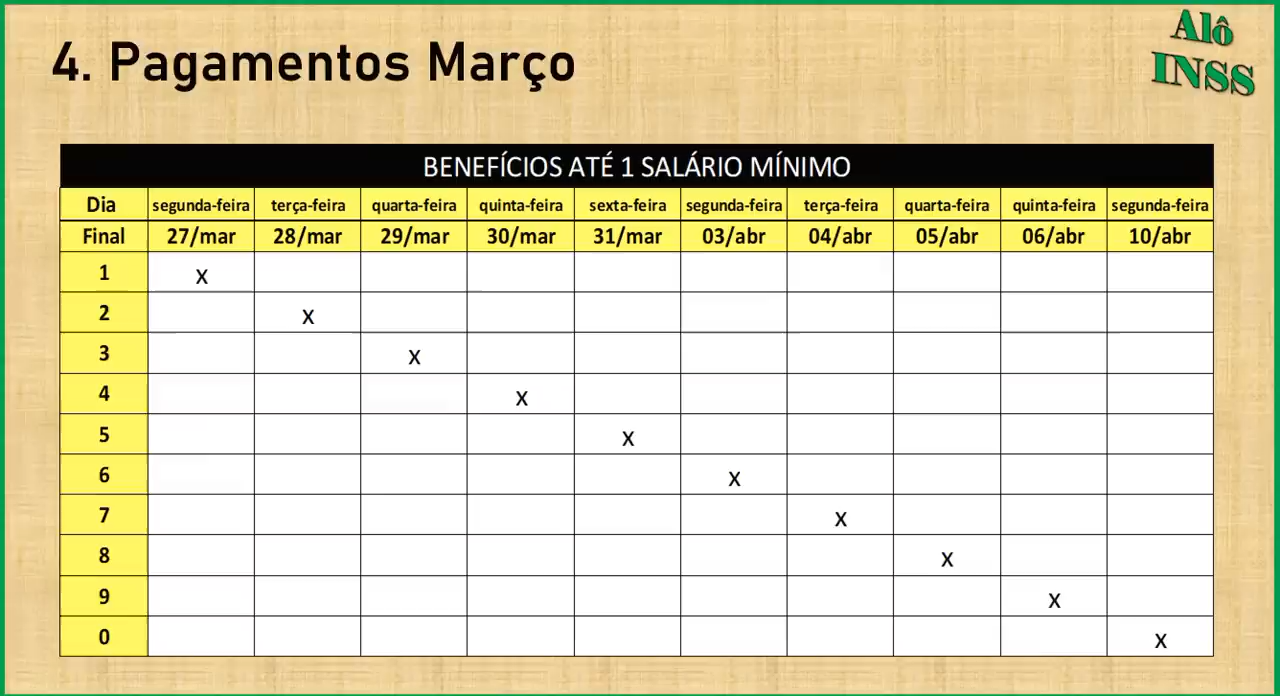 4. Pagamentos Março
Alô
INSS
BENEFÍCIOS ATÉ 1 SALÁRIO MÍNIMO
Dia segunda-feira terça-feira quarta-feira quinta-feira sexta-feira segunda-feira terça-feira quarta-feira quinta-feira segunda-feira
Final 27/mar 28/mar 29/mar 30/mar 31/mar 03/abr 04/abr 05/abr 06/abr 10/abr
1 x
2 x
3 x
4 x
5 x
6 x
7 x
8 x
9 x
0 x